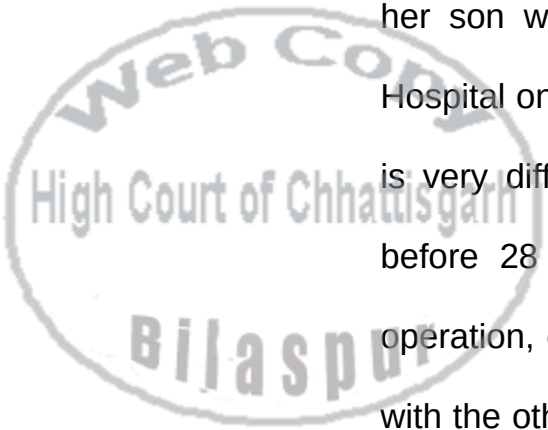 her son w
Web Copy
Hospital on
is very diff
High Court of Chhattisgarh
before 28
Bilaspur
operation,
with the oth